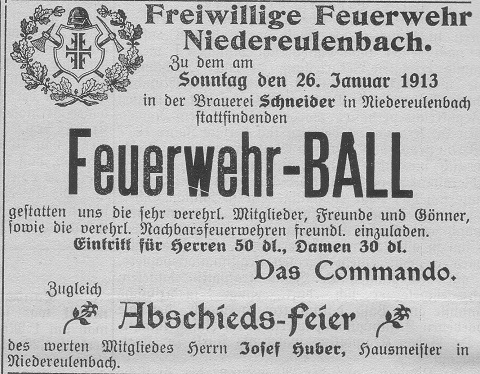 Freiwillige Feuerwehr
Niedereulenbach.
Zu dem am
Sonntag den 26. Januar 1913
in der Brauerei Schneider in Niedereulenbach
stattfindenden
Feuerwehr-BALL
gestatten uns die sehr verehrl. Mitglieder, Freunde und Gönner,
sowie die verehrl. Nachbarsfeuerwehren freundl. einzuladen.
Eintritt für Herren 50 dl., Damen 30 dl.
Das Commando.
Zugleich
Abschieds-feier
des werten Mitgliedes Herrn Josef Huber, Hausmeister in
Niedereulenbach.